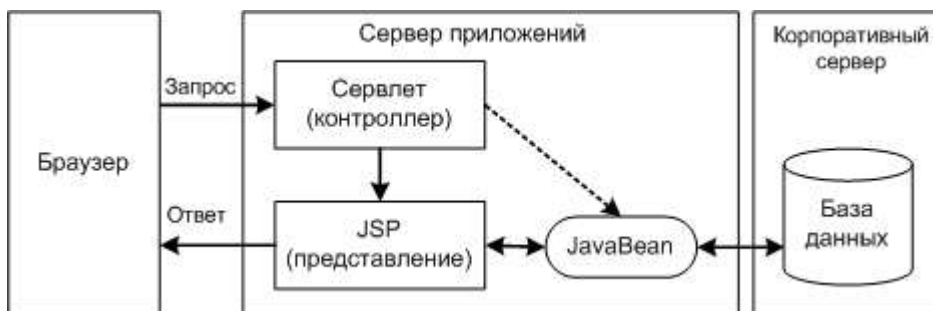 Сервер приложений
Корпоративный
сервер
Запрос
Сервлет
(контроллер)
Браузер
Ответ
JSP
(представление)
JavaBean
База
данных